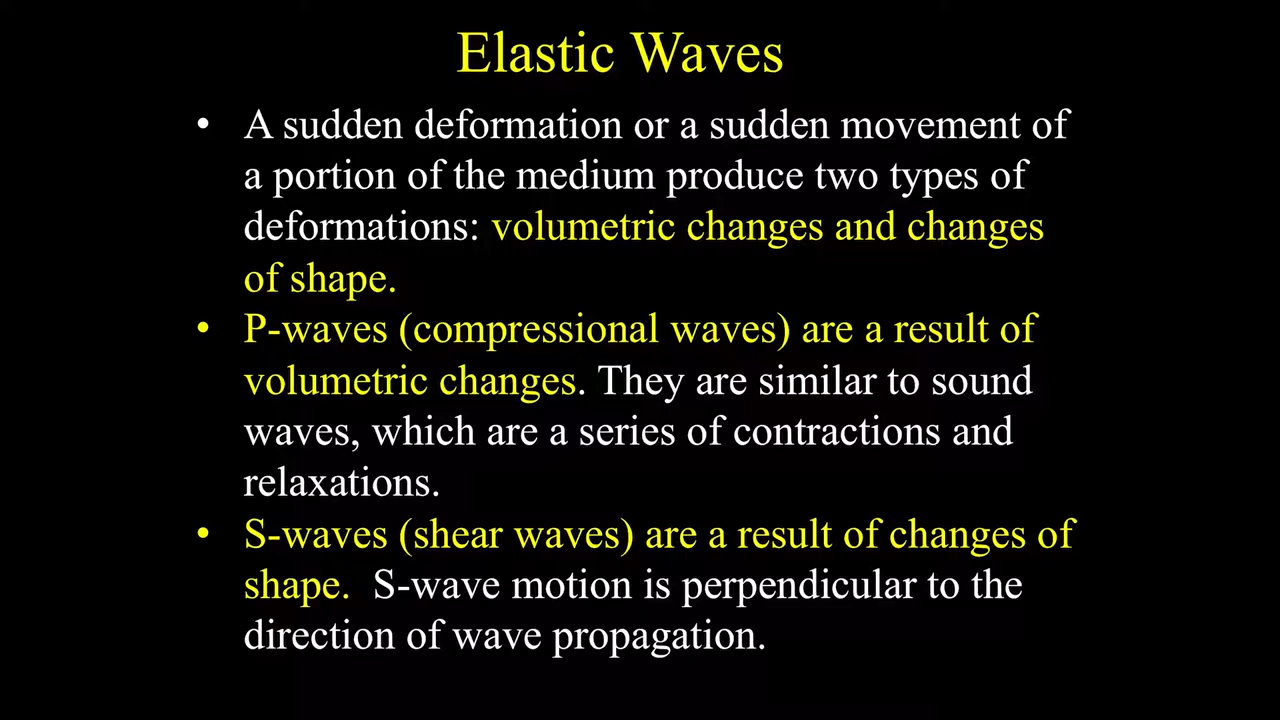 Elastic Waves
• A sudden deformation or a sudden movement of
a portion of the medium produce two types of
deformations: volumetric changes and changes
of shape.
• P-waves (compressional waves) are a result of
volumetric changes. They are similar to sound
waves, which are a series of contractions and
relaxations.
• S-waves (shear waves) are a result of changes of
shape.  S-wave motion is perpendicular to the
direction of wave propagation.